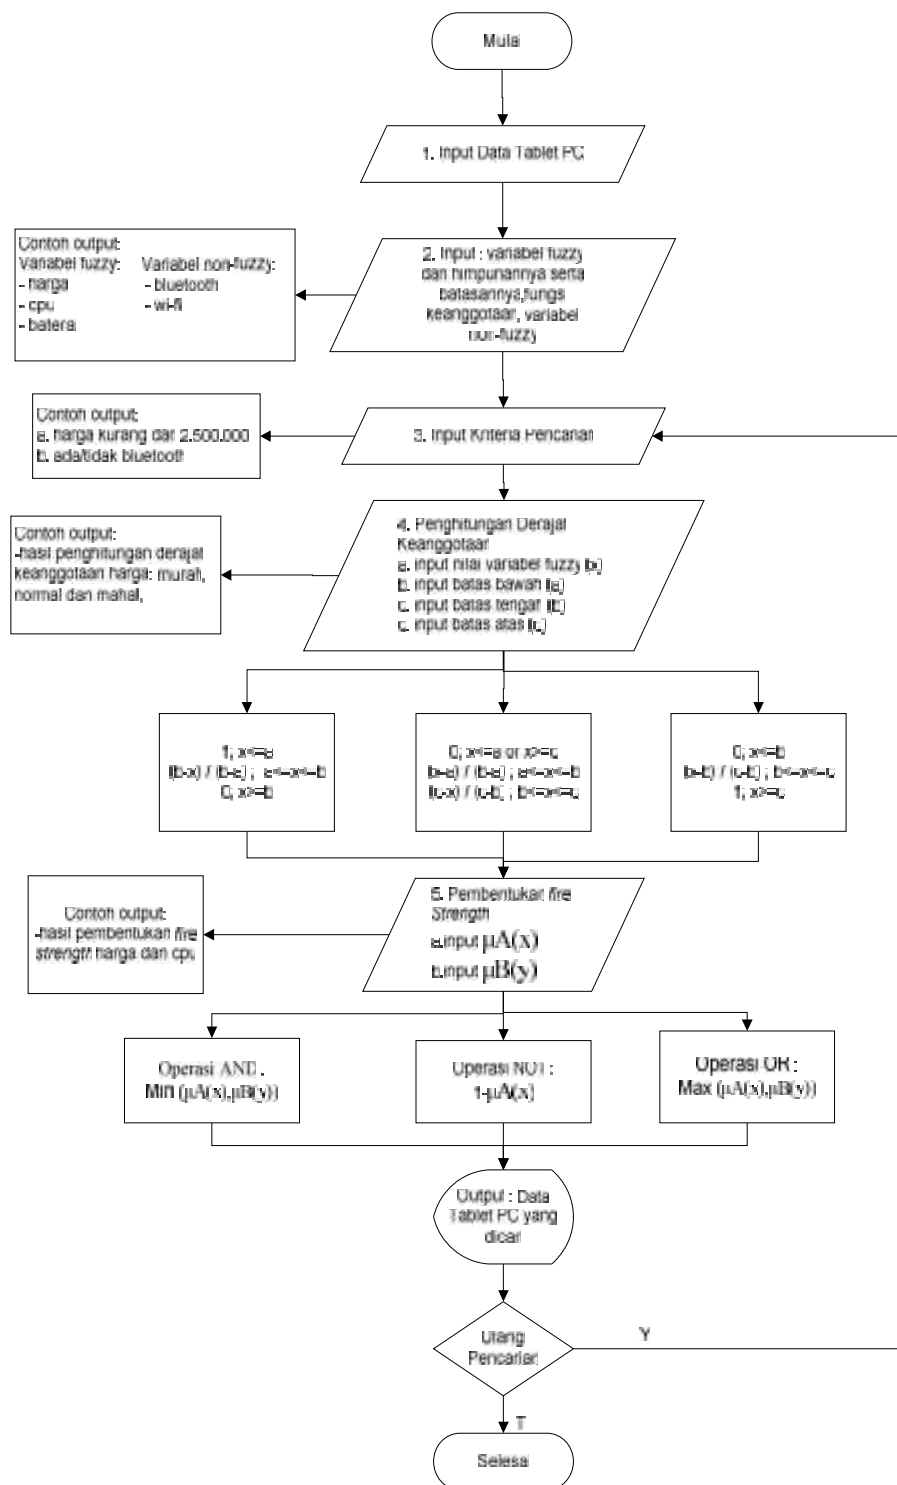 Mulai
1. Input Data Tablet PC
Contoh output:
Variabel fuzzy: Variabel non-fuzzy:
- harga - bluetooth
- cpu - wi-fi
- baterai
2. Input : variabel fuzzy
dan himpunannya serta
batasannya,fungsi
keanggotaan, variabel
non-fuzzy
Contoh output:
a. harga kurang dari 2.500.000
b. ada/tidak bluetooth
3. Input Kriteria Pencarian
Contoh output:
-hasil penghitungan derajat
keanggotaan harga: murah,
normal dan mahal.
4. Penghitungan Derajat
Keanggotaan
a. input nilai variabel fuzzy (x)
b. input batas bawah (a)
c. input batas tengah (b)
c. input batas atas (c)
1; x<=a
(b-x) / (b-a) ; a<=x<=b
0; x>=b
0; x<=a or x>=c
(x-a) / (b-a) ; a<=x<=b
(c-x) / (c-b) ; b<=x<=c
0; x<=b
(x-b) / (c-b) ; b<=x<=c
1; x>=c
Contoh output:
-hasil pembentukan fire
strength harga dan cpu
5. Pembentukan fire
Strength
a.input µA(x)
b.input µB(y)
Operasi AND :
Min (µA(x),µB(y))
Operasi NOT :
1-µA(x)
Operasi OR :
Max (µA(x),µB(y))
Output : Data
Tablet PC yang
dicari
Ulang
Pencarian
Y
T
Selesai